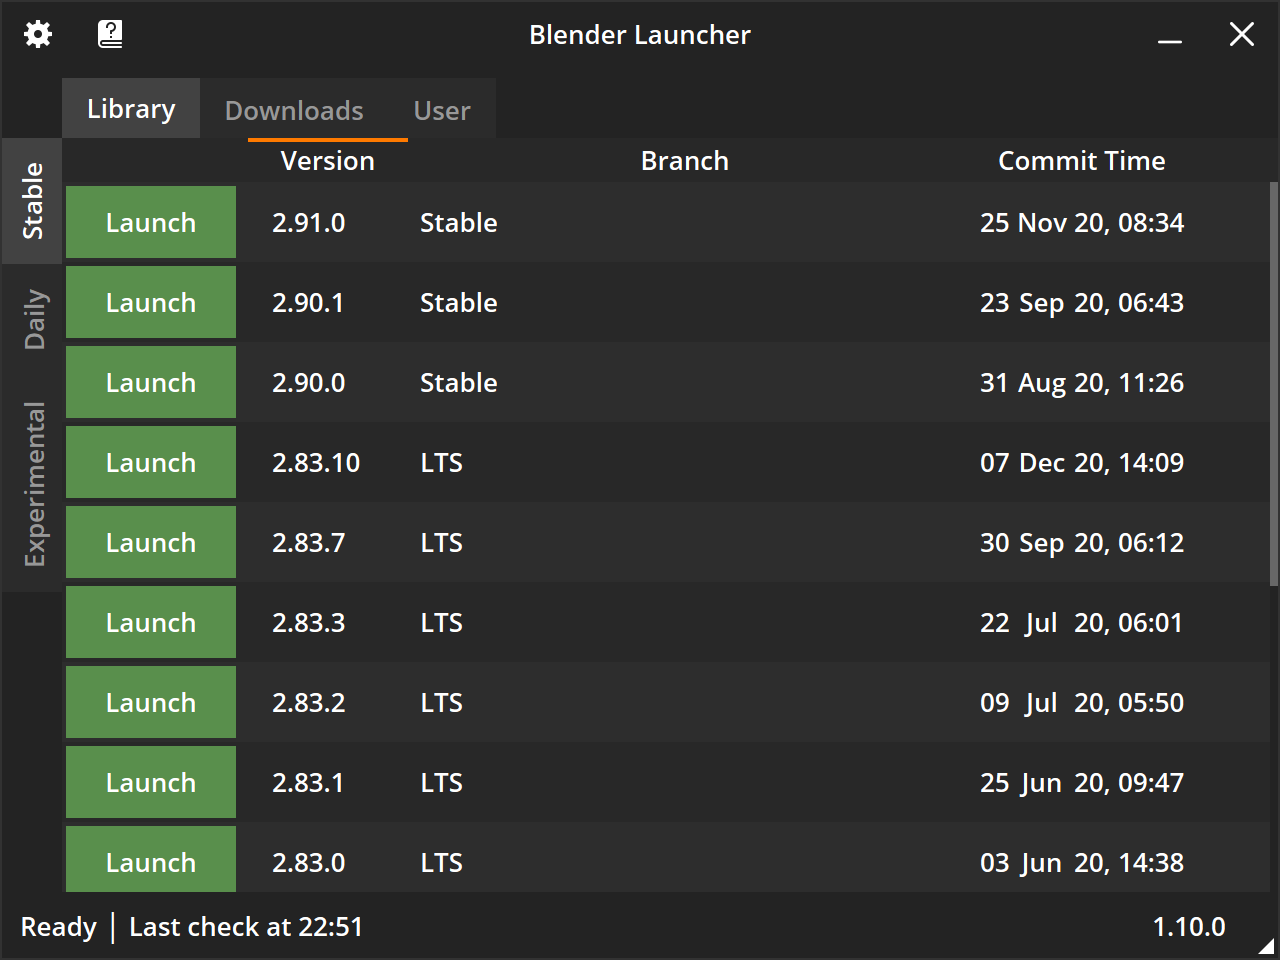 Blender Launcher
Library Downloads User
Version Branch Commit Time
Stable
Daily
Experimental
Launch 2.91.0 Stable 25 Nov 20, 08:34
Launch 2.90.1 Stable 23 Sep 20, 06:43
Launch 2.90.0 Stable 31 Aug 20, 11:26
Launch 2.83.10 LTS 07 Dec 20, 14:09
Launch 2.83.7 LTS 30 Sep 20, 06:12
Launch 2.83.3 LTS 22 Jul 20, 06:01
Launch 2.83.2 LTS 09 Jul 20, 05:50
Launch 2.83.1 LTS 25 Jun 20, 09:47
Launch 2.83.0 LTS 03 Jun 20, 14:38
Ready | Last check at 22:51 1.10.0